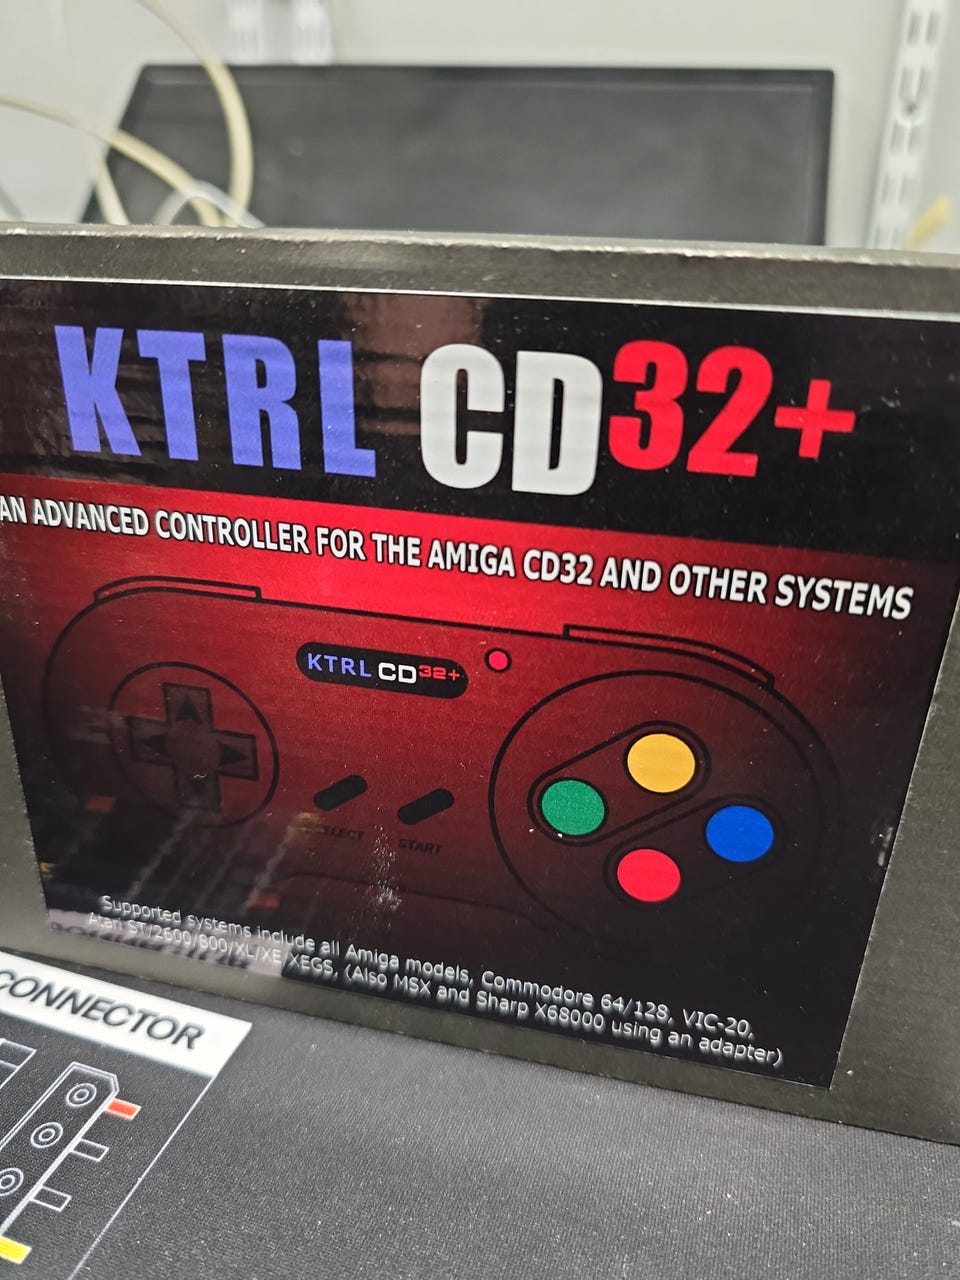 KTRL CD32+
AN ADVANCED CONTROLLER FOR THE AMIGA CD32 AND OTHER SYSTEMS
KTRL CD32+
SELECT
START
Supported systems include all Amiga models, Commodore 64/128, VIC-20,
Atari ST/2600/800/XL/XE XEGS, (Also MSX and Sharp X68000 using an adapter)
CONNECTOR